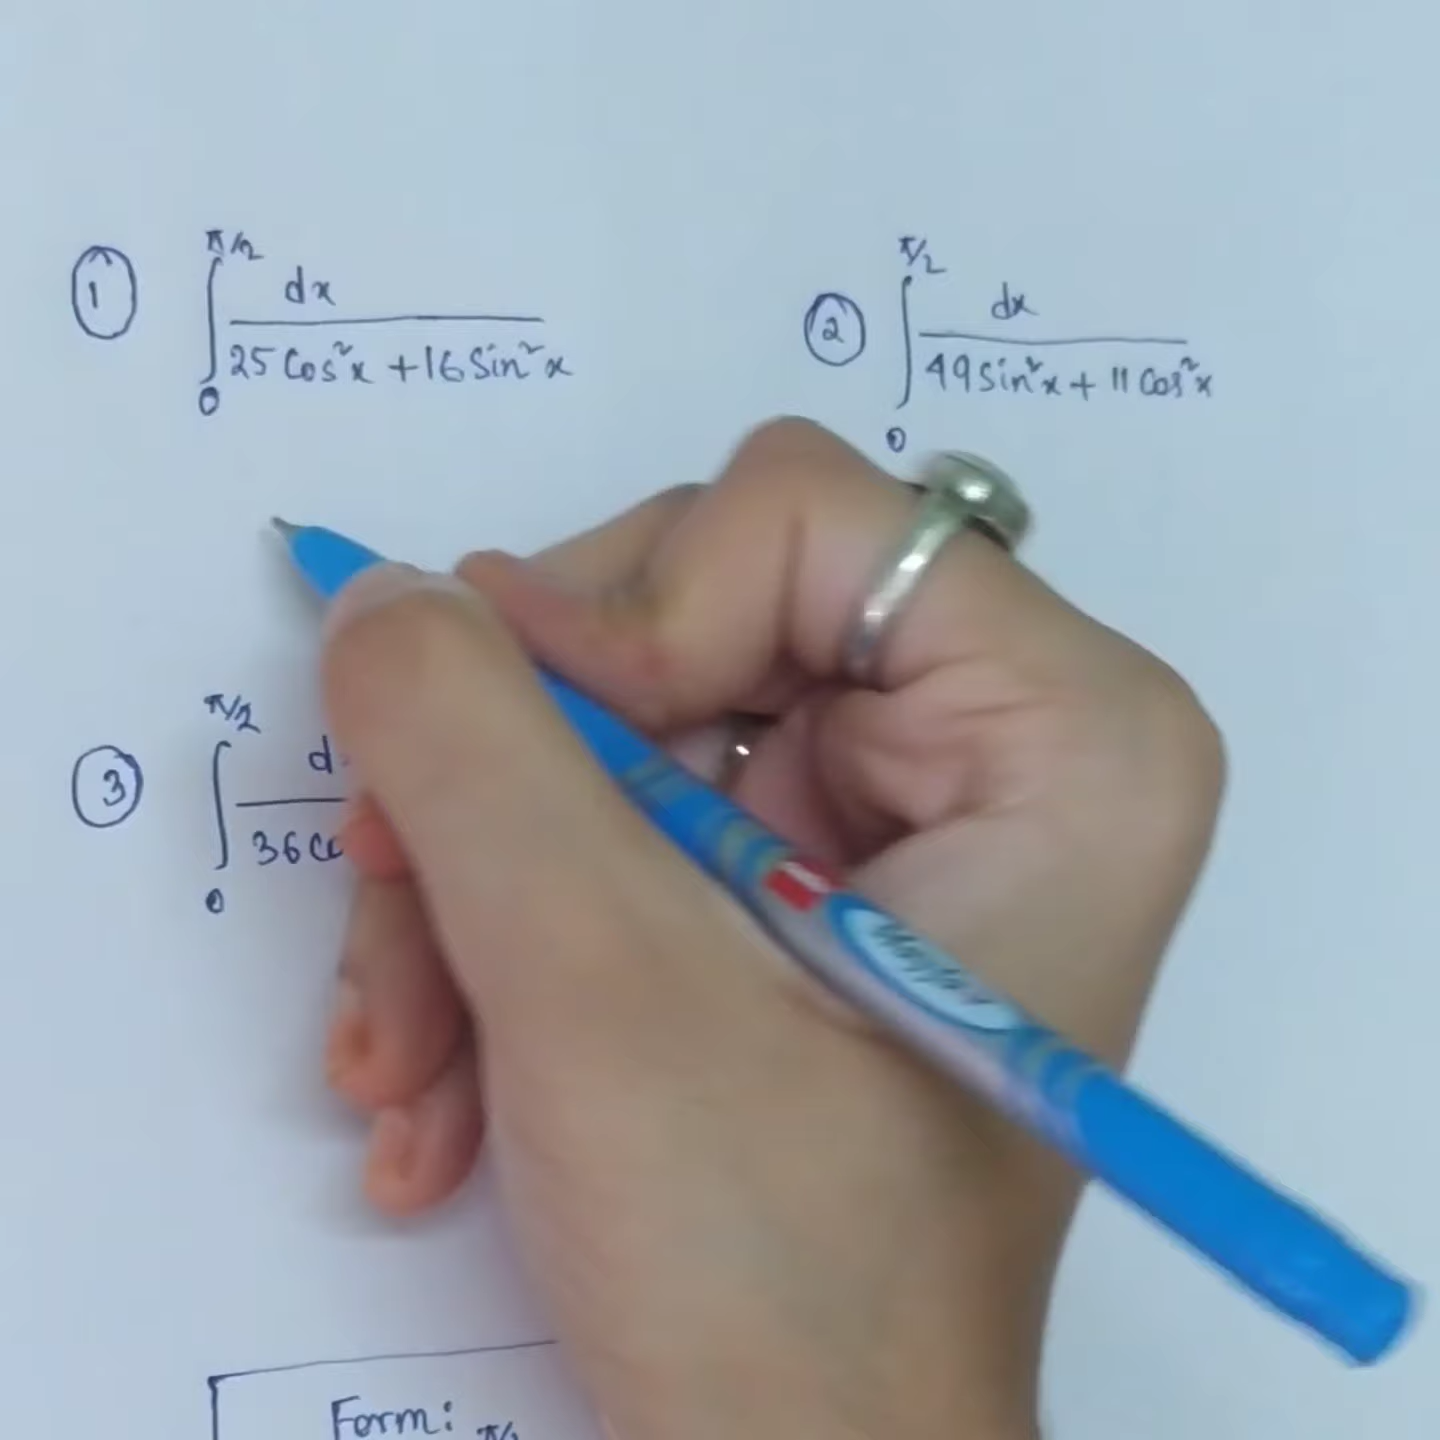 ① ∫₀^(π/2) dx / (25 Cos²x + 16 Sin²x)
② ∫₀^(π/2) dx / (49 Sin²x + 11 Cos²x)
③ ∫₀^(π/2) d
36 Co
Form:
π/